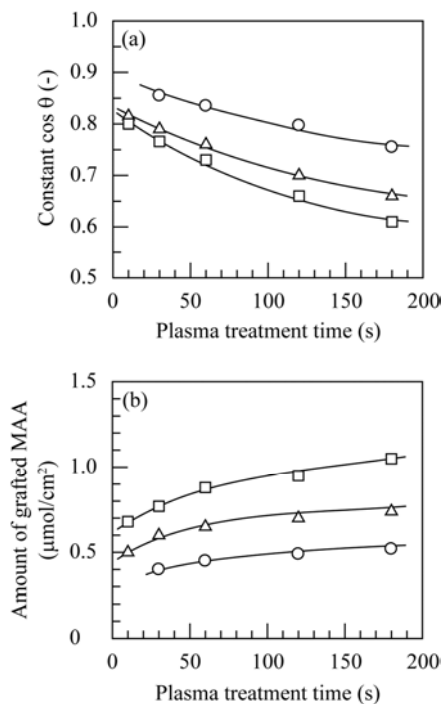 (a)
Constant cos θ (-)
1.0
0.9
0.8
0.7
0.6
0.5
0 50 100 150 200
Plasma treatment time (s)
(b)
Amount of grafted MAA
(μmol/cm²)
1.5
1.0
0.5
0
0 50 100 150 200
Plasma treatment time (s)